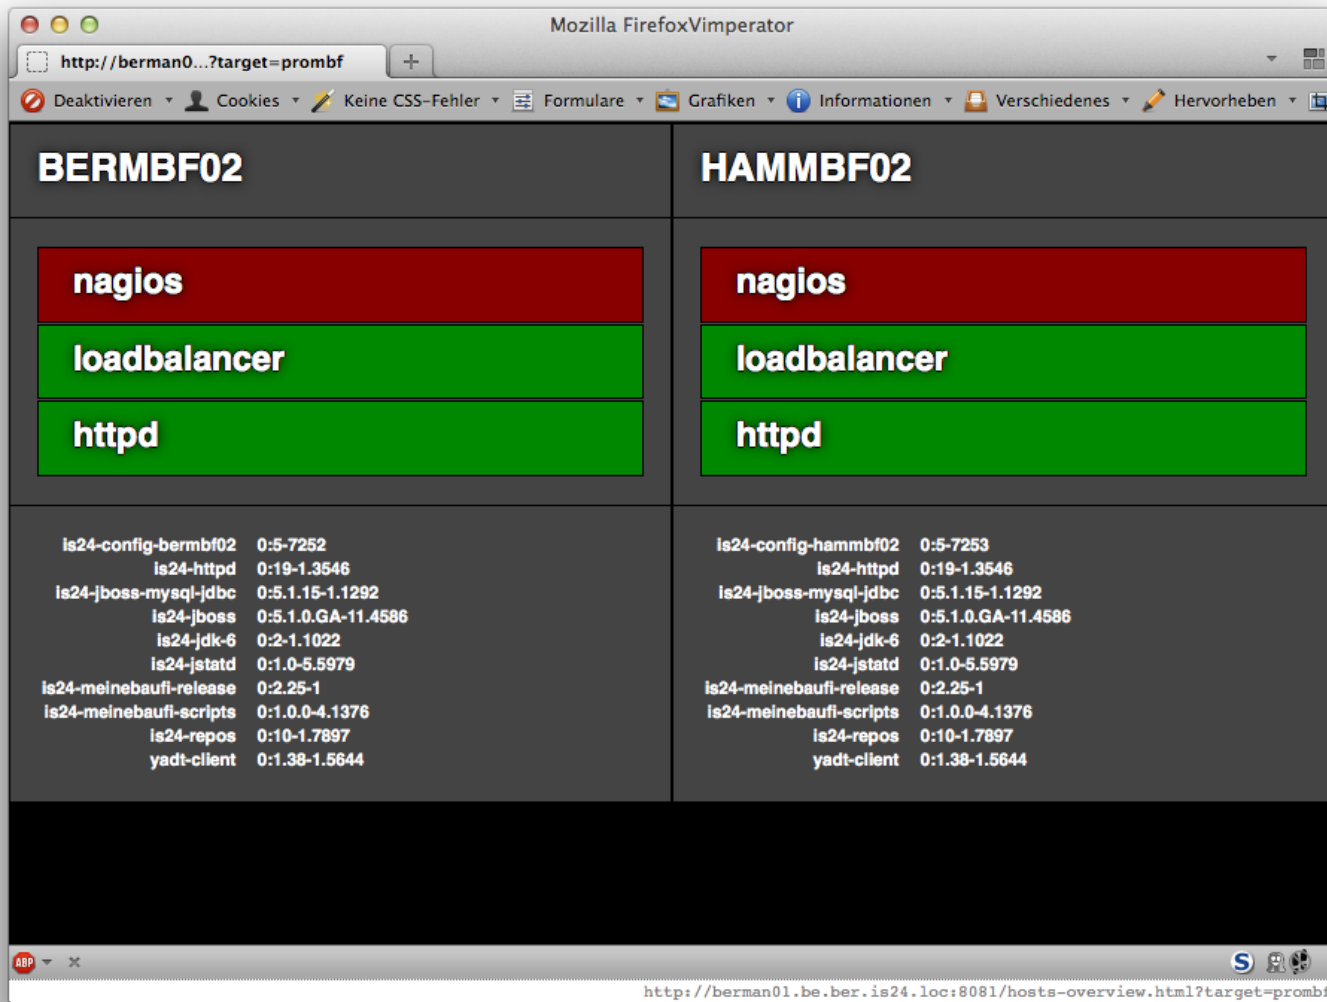 Mozilla FirefoxVimperator
http://berman0...?target=prombf
Deaktivieren Cookies Keine CSS-Fehler Formulare Grafiken Informationen Verschiedenes Hervorheben
BERMBF02
nagios
loadbalancer
httpd
is24-config-bermbf02 0:5-7252
is24-httpd 0:19-1.3546
is24-jboss-mysql-jdbc 0:5.1.15-1.1292
is24-jboss 0:5.1.0.GA-11.4586
is24-jdk-6 0:2-1.1022
is24-jstatd 0:1.0-5.5979
is24-meinebaufi-release 0:2.25-1
is24-meinebaufi-scripts 0:1.0.0-4.1376
is24-repos 0:10-1.7897
yadt-client 0:1.38-1.5644
HAMMBF02
nagios
loadbalancer
httpd
is24-config-hammbf02 0:5-7253
is24-httpd 0:19-1.3546
is24-jboss-mysql-jdbc 0:5.1.15-1.1292
is24-jboss 0:5.1.0.GA-11.4586
is24-jdk-6 0:2-1.1022
is24-jstatd 0:1.0-5.5979
is24-meinebaufi-release 0:2.25-1
is24-meinebaufi-scripts 0:1.0.0-4.1376
is24-repos 0:10-1.7897
yadt-client 0:1.38-1.5644
ABP
S
http://berman01.be.ber.is24.loc:8081/hosts-overview.html?target=prombf